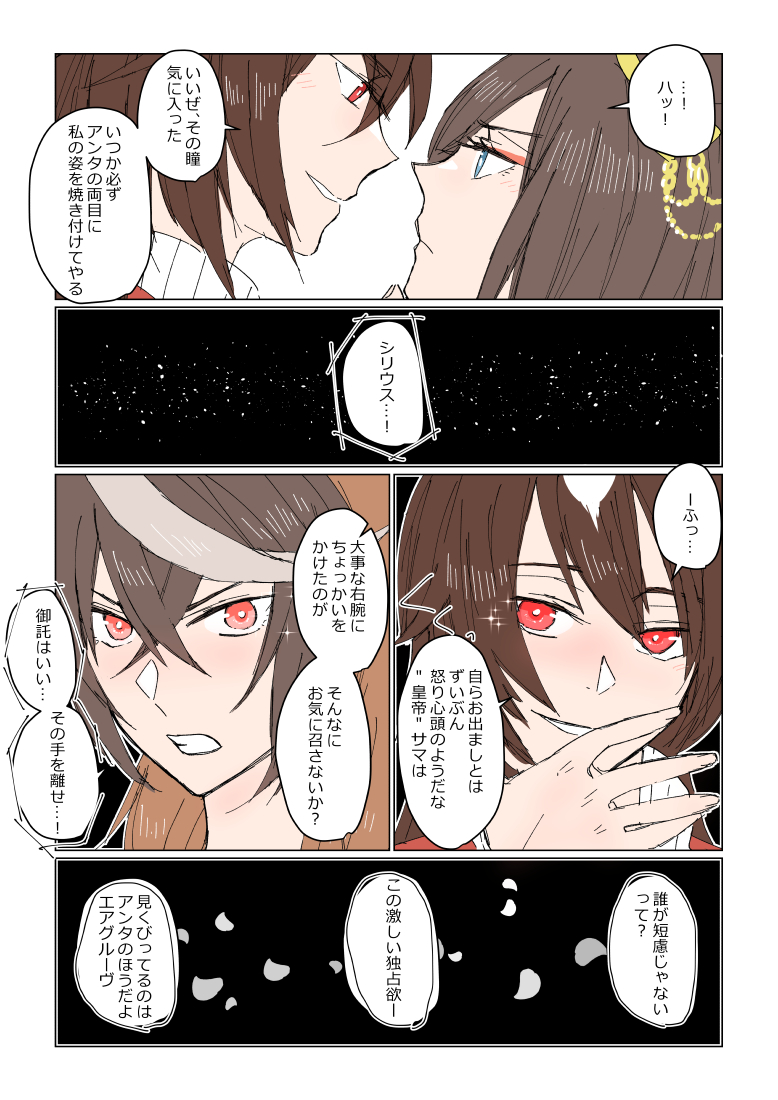 …！
ハッ！
いいぜ、その瞳
気に入った
いつか必ず
アンタの両目に
私の姿を焼き付けてやる
シリウス…！
ーふっ…
自らお出ましとは
ずいぶん
怒り心頭のようだな
"皇帝"サマは
大事な右腕に
ちょっかいを
かけたのが
そんなに
お気に召さないか？
御託はいい…
その手を離せ…！
誰が短慮じゃない
って？
この激しい独占欲ー
見くびってるのは
アンタのほうだよ
エアグルーヴ